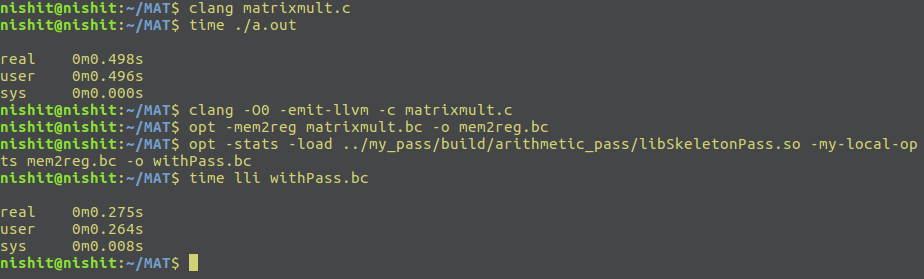 nishit@nishit:~/MAT$ clang matrixmult.c
nishit@nishit:~/MAT$ time ./a.out
real    0m0.498s
user    0m0.496s
sys     0m0.000s
nishit@nishit:~/MAT$ clang -O0 -emit-llvm -c matrixmult.c
nishit@nishit:~/MAT$ opt -mem2reg matrixmult.bc -o mem2reg.bc
nishit@nishit:~/MAT$ opt -stats -load ../my_pass/build/arithmetic_pass/libSkeletonPass.so -my-local-op
ts mem2reg.bc -o withPass.bc
nishit@nishit:~/MAT$ time lli withPass.bc
real    0m0.275s
user    0m0.264s
sys     0m0.008s
nishit@nishit:~/MAT$